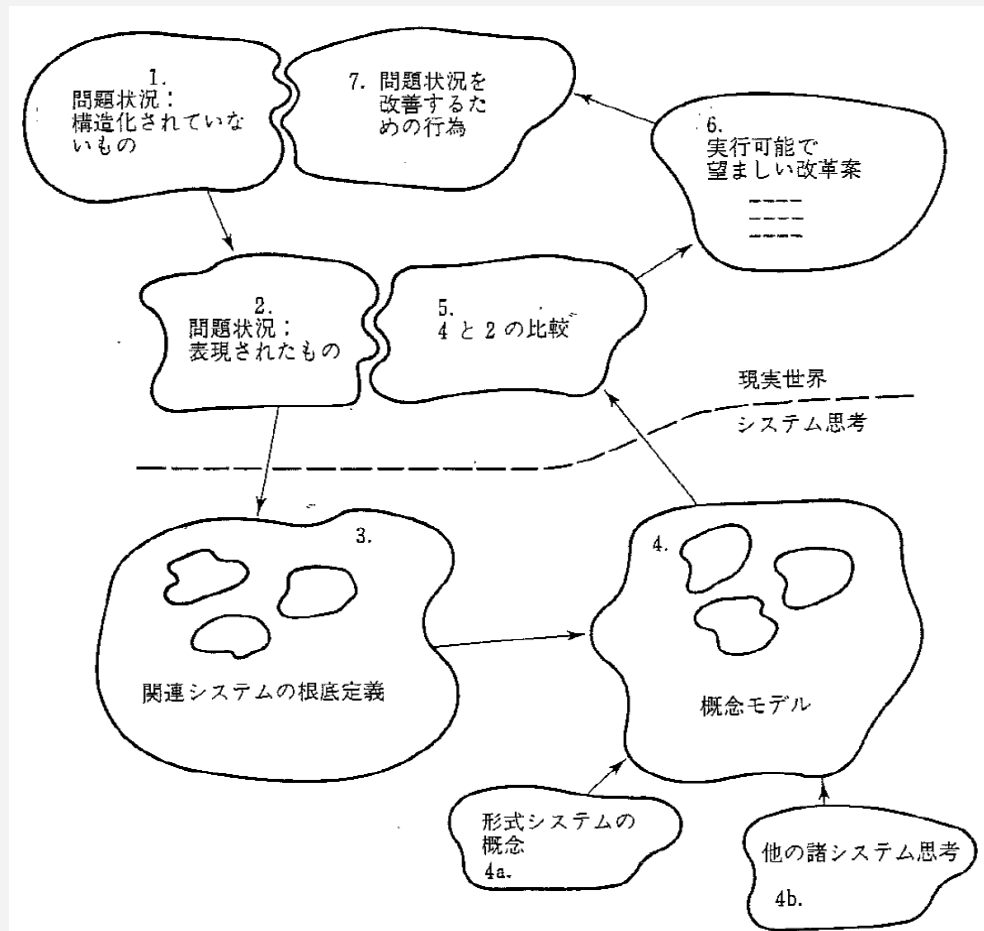 1.
問題状況：
構造化されていな
いもの
7. 問題状況を
改善するた
めの行為
6.
実行可能で
望ましい改革案
2.
問題状況：
表現されたもの
5.
4 と 2 の比較
現実世界
システム思考
3.
関連システムの根底定義
4.
概念モデル
形式システムの
概念
4a.
他の諸システム思考
4b.